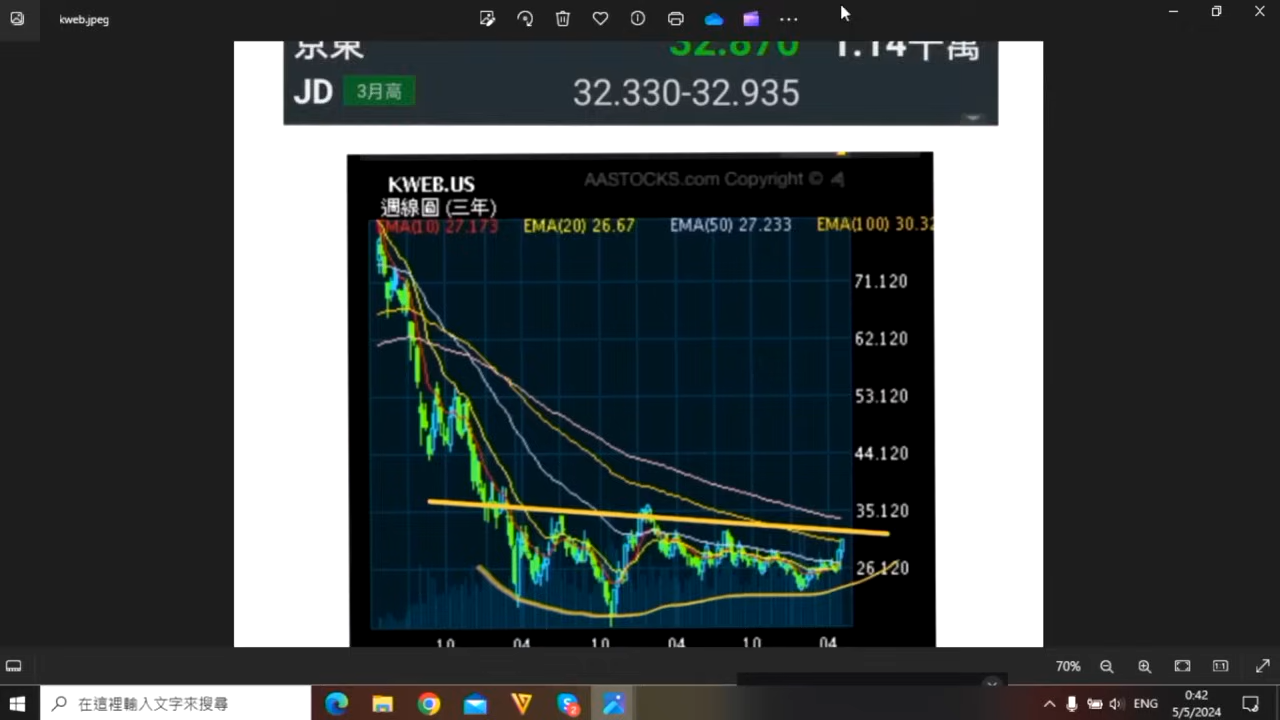 kweb.jpeg
京東 32.870 1.14千萬
JD 3月高 32.330-32.935
KWEB.US AASTOCKS.com Copyright ©
週線圖 (三年)
EMA(10) 27.173 EMA(20) 26.67 EMA(50) 27.233 EMA(100) 30.32
71.120
62.120
53.120
44.120
35.120
26.120
10 04 10 04 10 04
70% 1:1
在這裡輸入文字來搜尋
ENG
0:42
5/5/2024